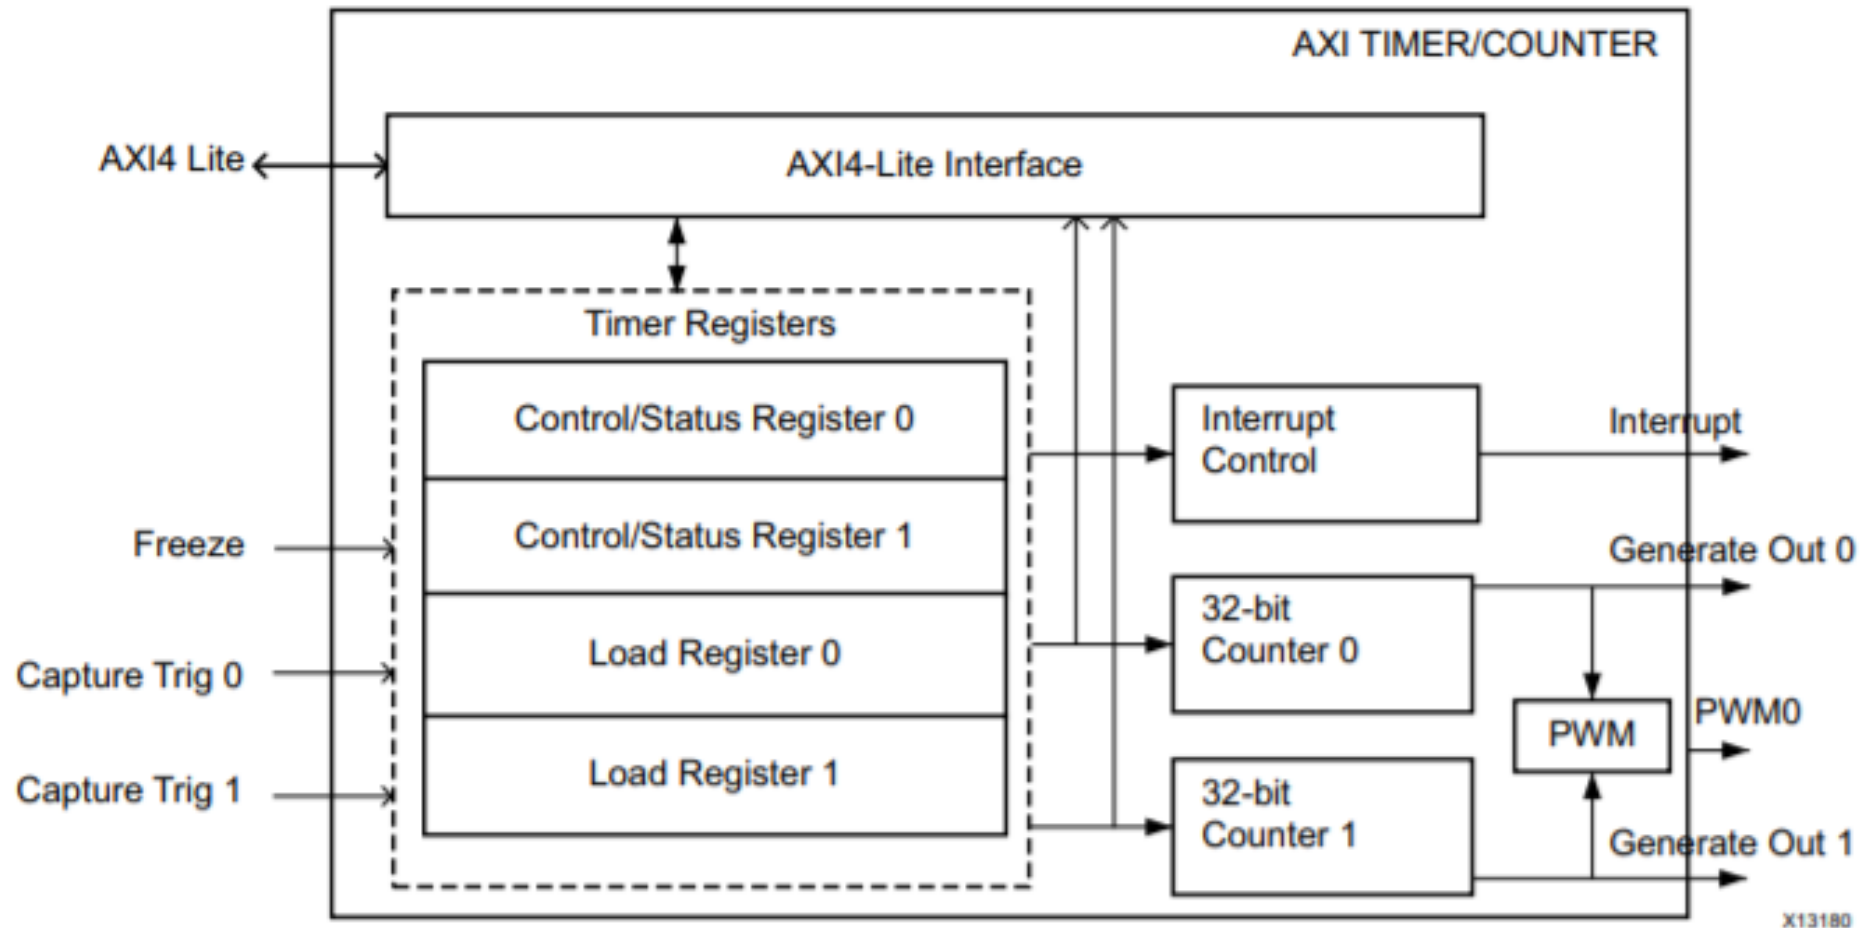 AXI TIMER/COUNTER
AXI4 Lite
AXI4-Lite Interface
Timer Registers
Control/Status Register 0
Control/Status Register 1
Load Register 0
Load Register 1
Freeze
Capture Trig 0
Capture Trig 1
Interrupt
Control
32-bit
Counter 0
32-bit
Counter 1
PWM
Interrupt
Generate Out 0
PWM0
Generate Out 1
X13180